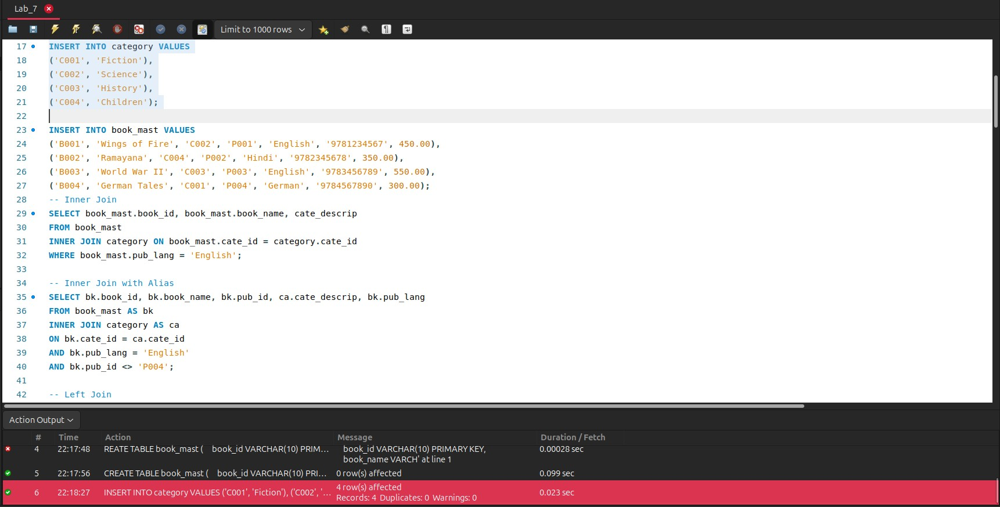 Lab_7
Limit to 1000 rows
17 INSERT INTO category VALUES
18 ('C001', 'Fiction'),
19 ('C002', 'Science'),
20 ('C003', 'History'),
21 ('C004', 'Children');
22
23 INSERT INTO book_mast VALUES
24 ('B001', 'Wings of Fire', 'C002', 'P001', 'English', '9781234567', 450.00),
25 ('B002', 'Ramayana', 'C004', 'P002', 'Hindi', '9782345678', 350.00),
26 ('B003', 'World War II', 'C003', 'P003', 'English', '9783456789', 550.00),
27 ('B004', 'German Tales', 'C001', 'P004', 'German', '9784567890', 300.00);
28 -- Inner Join
29 SELECT book_mast.book_id, book_mast.book_name, cate_descrip
30 FROM book_mast
31 INNER JOIN category ON book_mast.cate_id = category.cate_id
32 WHERE book_mast.pub_lang = 'English';
33
34 -- Inner Join with Alias
35 SELECT bk.book_id, bk.book_name, bk.pub_id, ca.cate_descrip, bk.pub_lang
36 FROM book_mast AS bk
37 INNER JOIN category AS ca
38 ON bk.cate_id = ca.cate_id
39 AND bk.pub_lang = 'English'
40 AND bk.pub_id <> 'P004';
41
42 -- Left Join
Action Output
# Time Action Message Duration / Fetch
4 22:17:48 REATE TABLE book_mast ( book_id VARCHAR(10) PRIM... book_id VARCHAR(10) PRIMARY KEY, 0.00028 sec
book_name VARCH' at line 1
5 22:17:56 CREATE TABLE book_mast ( book_id VARCHAR(10) PRI... 0 row(s) affected 0.099 sec
6 22:18:27 INSERT INTO category VALUES ('C001', 'Fiction'), ('C002', '... 4 row(s) affected 0.023 sec
Records: 4 Duplicates: 0 Warnings: 0